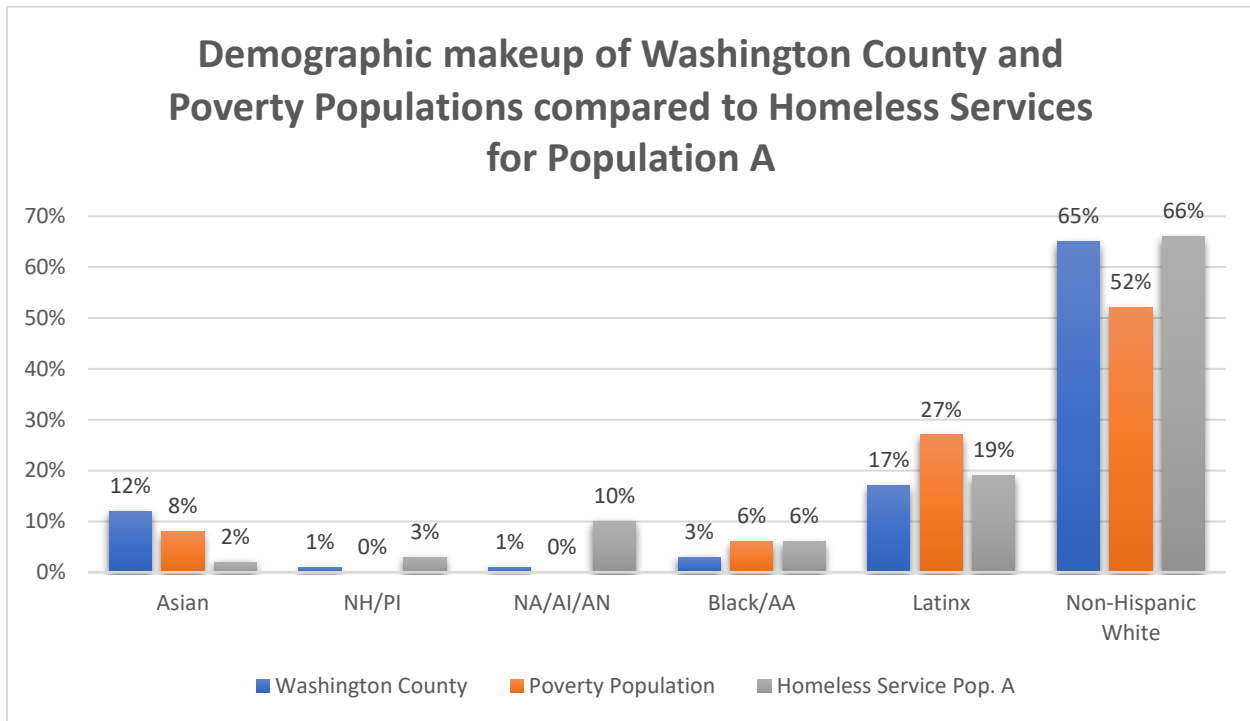 Demographic makeup of Washington County and
Poverty Populations compared to Homeless Services
for Population A
70%
60%
50%
40%
30%
20%
10%
0%
12%
8%
2%
1%
0%
3%
1%
0%
10%
3%
6%
6%
17%
27%
19%
65%
52%
66%
Asian
NH/PI
NA/AI/AN
Black/AA
Latinx
Non-Hispanic
White
Washington County
Poverty Population
Homeless Service Pop. A